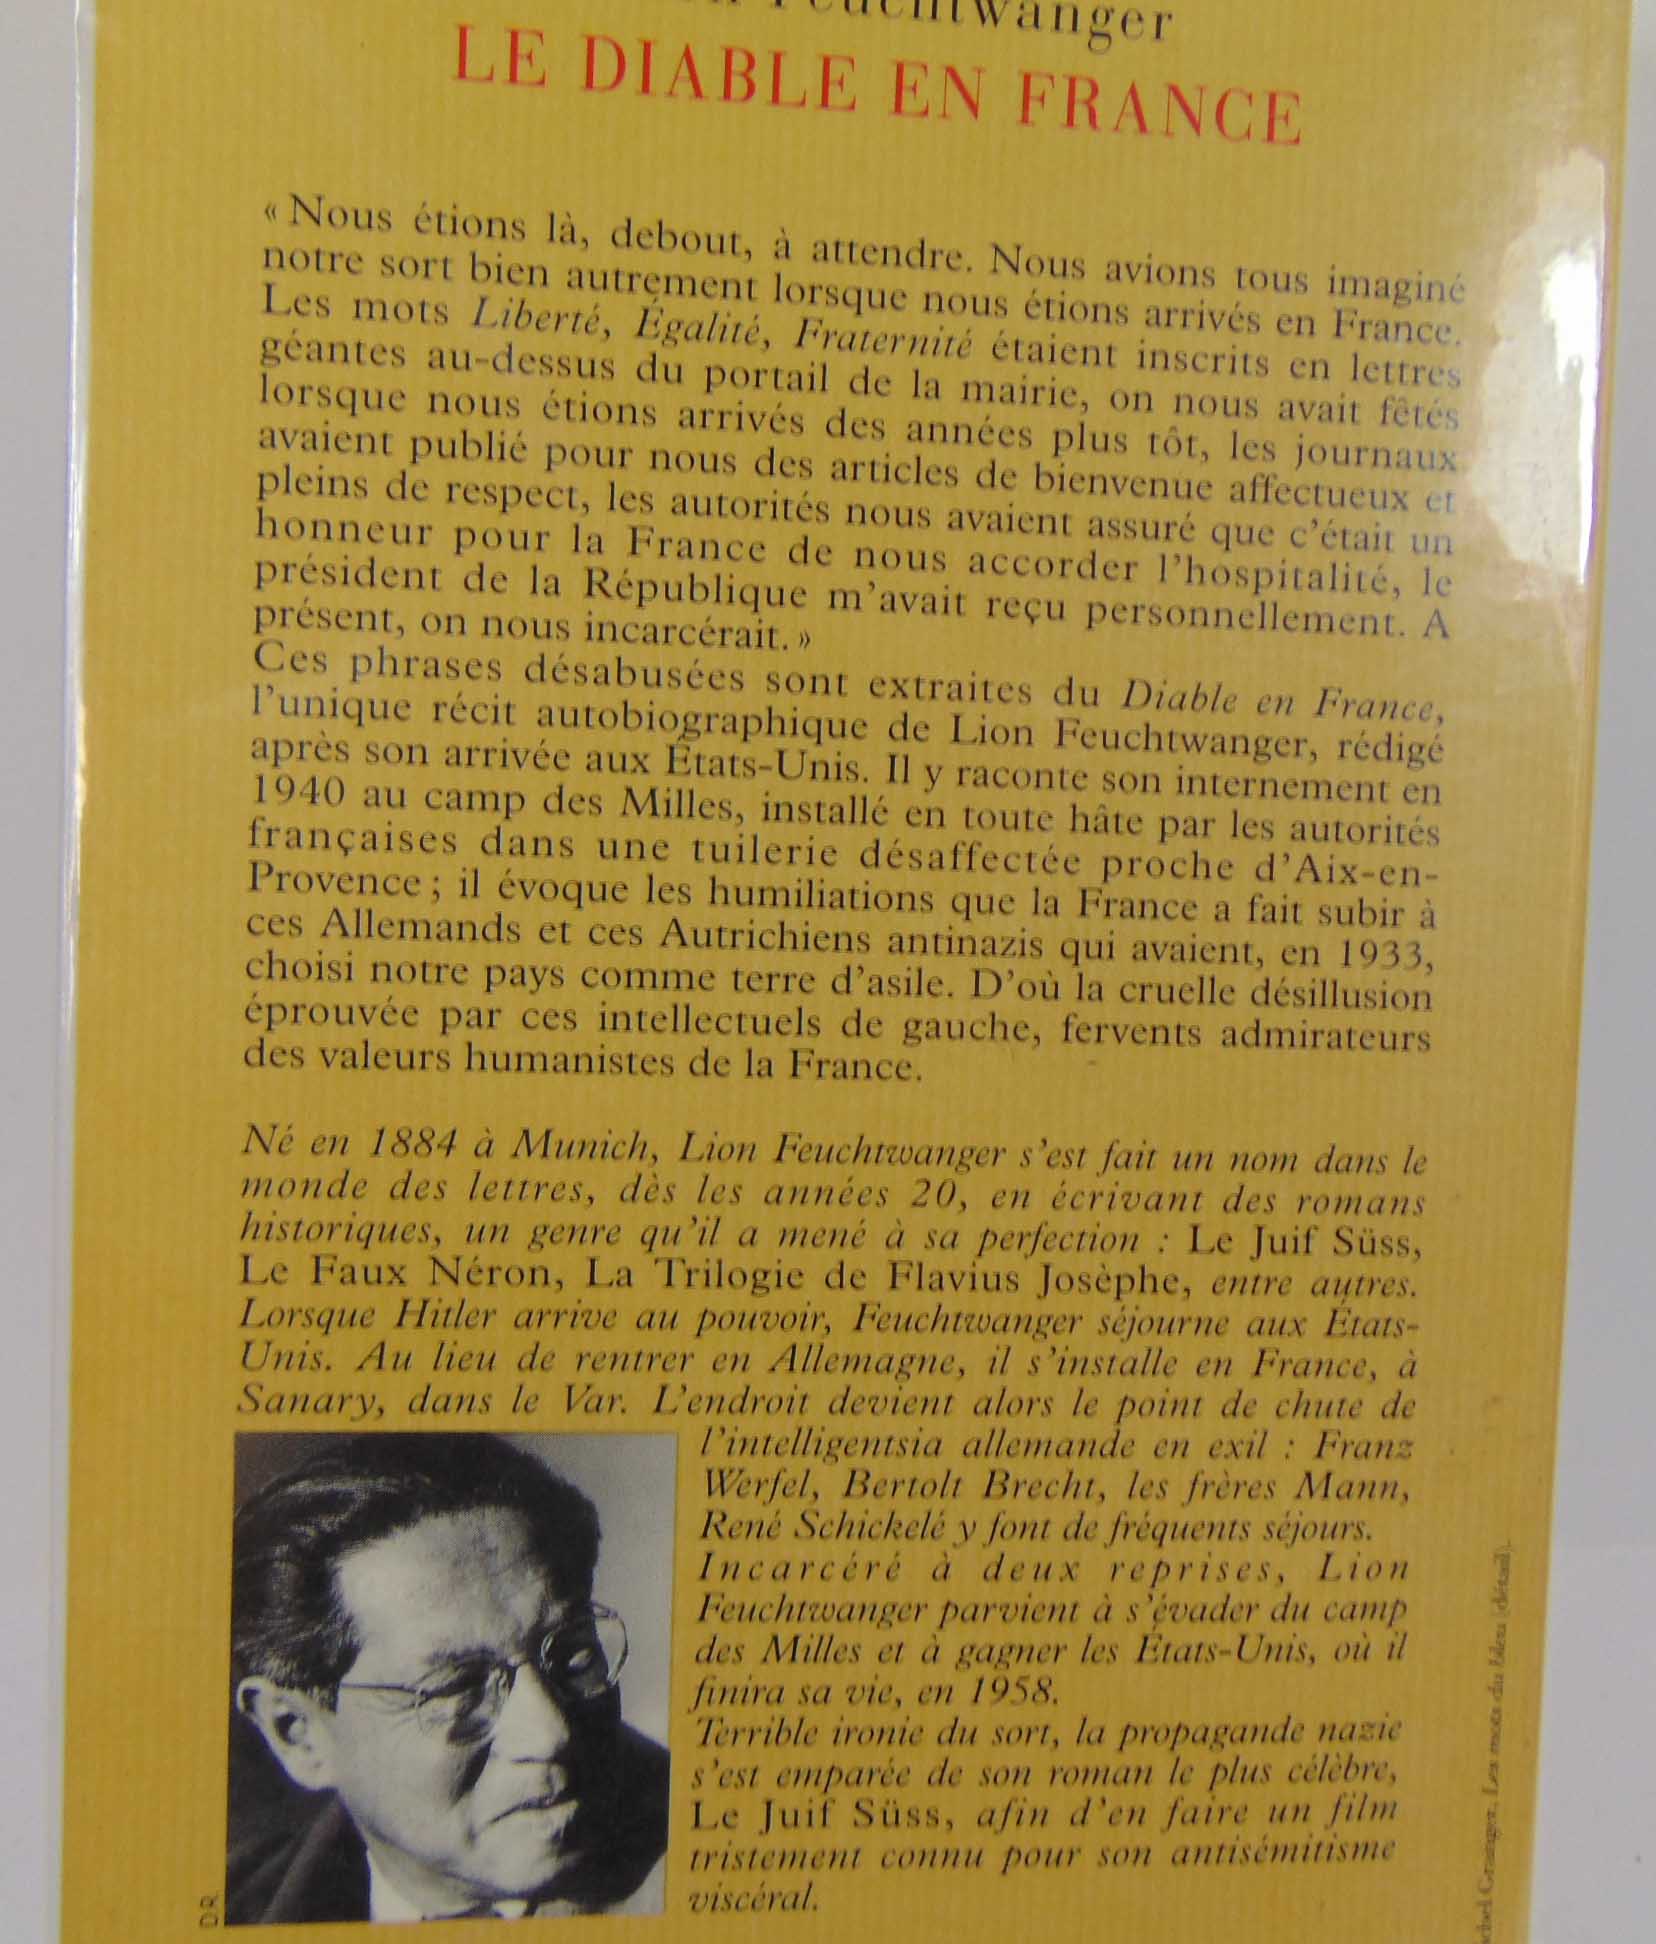 Feuchtwanger
LE DIABLE EN FRANCE
« Nous étions là, debout, à attendre. Nous avions tous imaginé
notre sort bien autrement lorsque nous étions arrivés en France.
Les mots Liberté, Égalité, Fraternité étaient inscrits en lettres
géantes au-dessus du portail de la mairie, on nous avait fêtés
lorsque nous étions arrivés des années plus tôt, les journaux
avaient publié pour nous des articles de bienvenue affectueux et
pleins de respect, les autorités nous avaient assuré que c'était un
honneur pour la France de nous accorder l'hospitalité, le
président de la République m'avait reçu personnellement. A
présent, on nous incarcérait. »
Ces phrases désabusées sont extraites du Diable en France,
l'unique récit autobiographique de Lion Feuchtwanger, rédigé
après son arrivée aux États-Unis. Il y raconte son internement en
1940 au camp des Milles, installé en toute hâte par les autorités
françaises dans une tuilerie désaffectée proche d'Aix-en-
Provence ; il évoque les humiliations que la France a fait subir à
ces Allemands et ces Autrichiens antinazis qui avaient, en 1933,
choisi notre pays comme terre d'asile. D'où la cruelle désillusion
éprouvée par ces intellectuels de gauche, fervents admirateurs
des valeurs humanistes de la France.
Né en 1884 à Munich, Lion Feuchtwanger s'est fait un nom dans le
monde des lettres, dès les années 20, en écrivant des romans
historiques, un genre qu'il a mené à sa perfection : Le Juif Süss,
Le Faux Néron, La Trilogie de Flavius Josèphe, entre autres.
Lorsque Hitler arrive au pouvoir, Feuchtwanger séjourne aux États-
Unis. Au lieu de rentrer en Allemagne, il s'installe en France, à
Sanary, dans le Var. L'endroit devient alors le point de chute de
l'intelligentsia allemande en exil : Franz
Werfel, Bertolt Brecht, les frères Mann,
René Schickelé y font de fréquents séjours.
Incarcéré à deux reprises, Lion
Feuchtwanger parvient à s'évader du camp
des Milles et à gagner les États-Unis, où il
finira sa vie, en 1958.
Terrible ironie du sort, la propagande nazie
s'est emparée de son roman le plus célèbre,
Le Juif Süss, afin d'en faire un film
tristement connu pour son antisémitisme
viscéral.
D.R.
Les mots du bleu (détail).